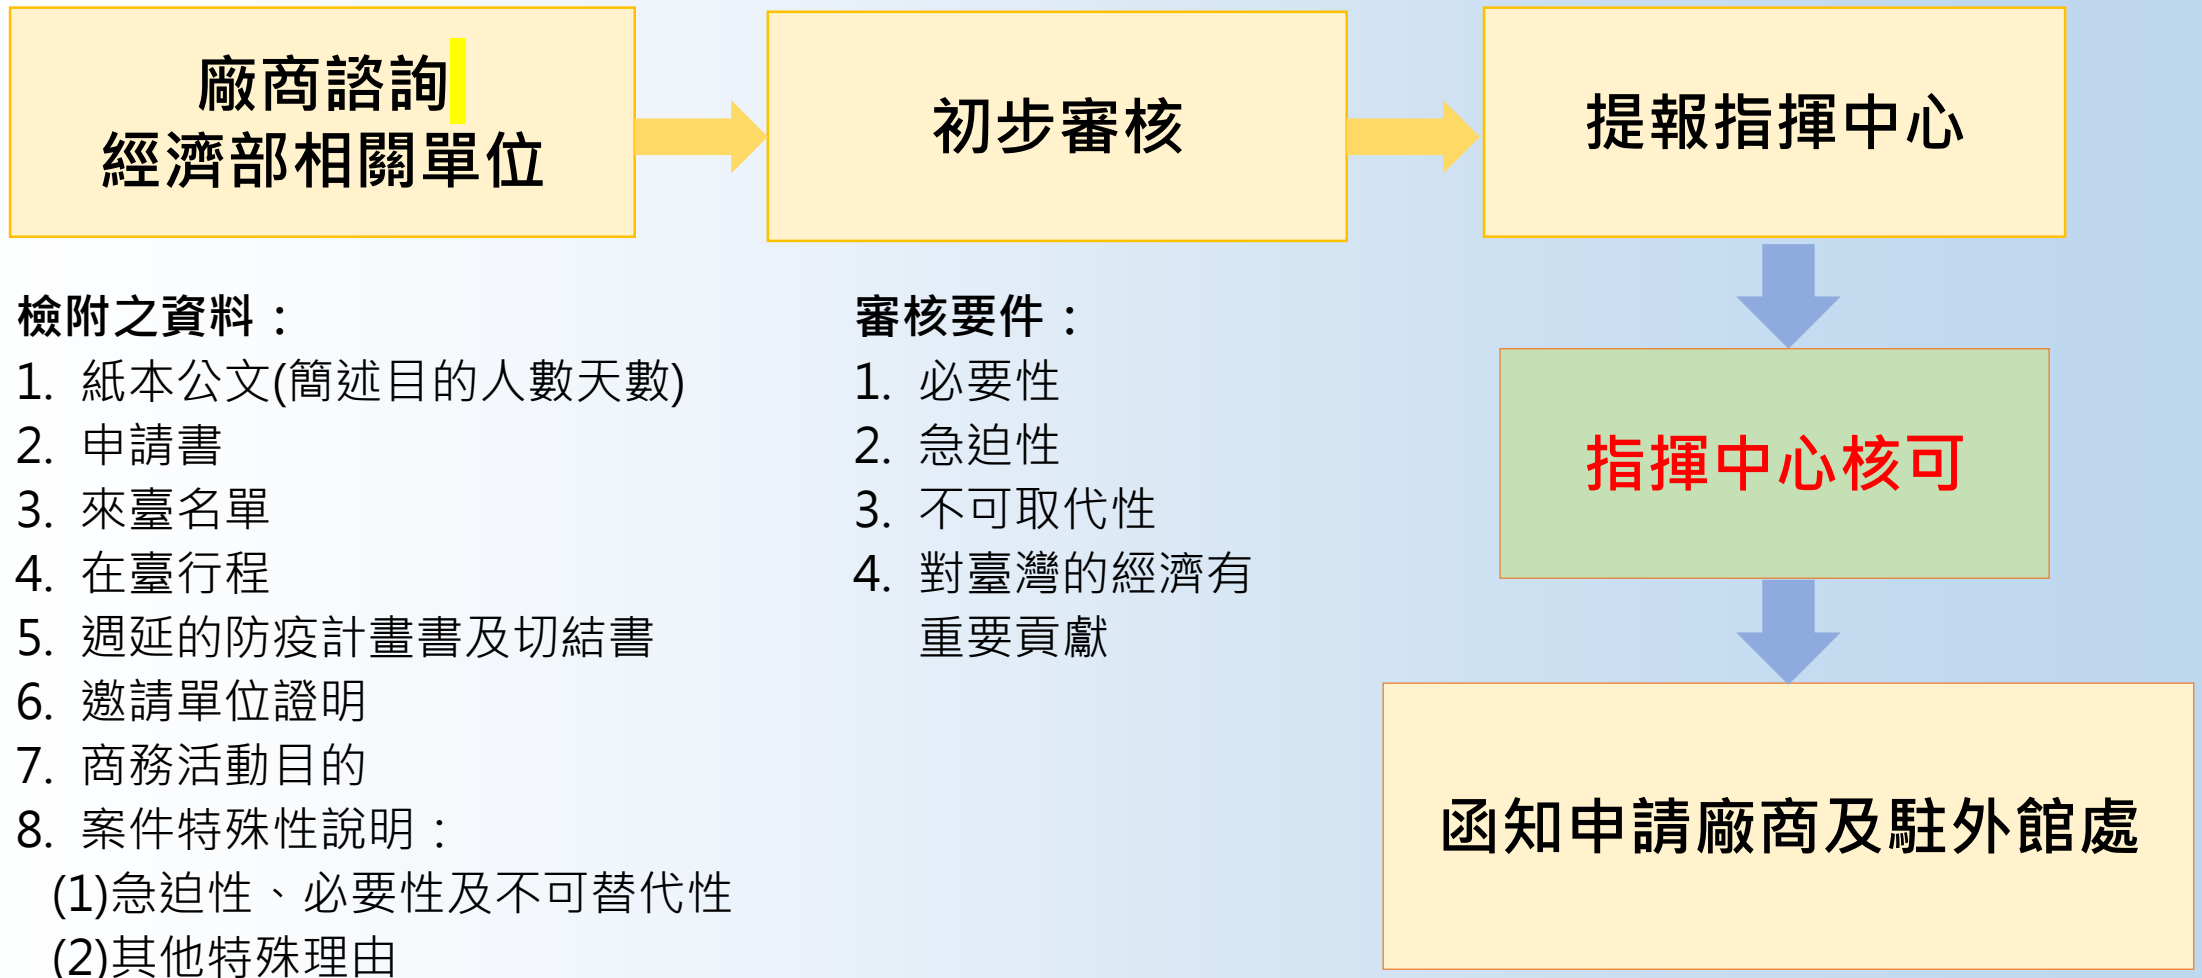 廠商諮詢
經濟部相關單位
初步審核
提報指揮中心
檢附之資料：
1. 紙本公文(簡述目的人數天數)
2. 申請書
3. 來臺名單
4. 在臺行程
5. 週延的防疫計畫書及切結書
6. 邀請單位證明
7. 商務活動目的
8. 案件特殊性說明：
(1)急迫性、必要性及不可替代性
(2)其他特殊理由
審核要件：
1. 必要性
2. 急迫性
3. 不可取代性
4. 對臺灣的經濟有
重要貢獻
指揮中心核可
函知申請廠商及駐外館處